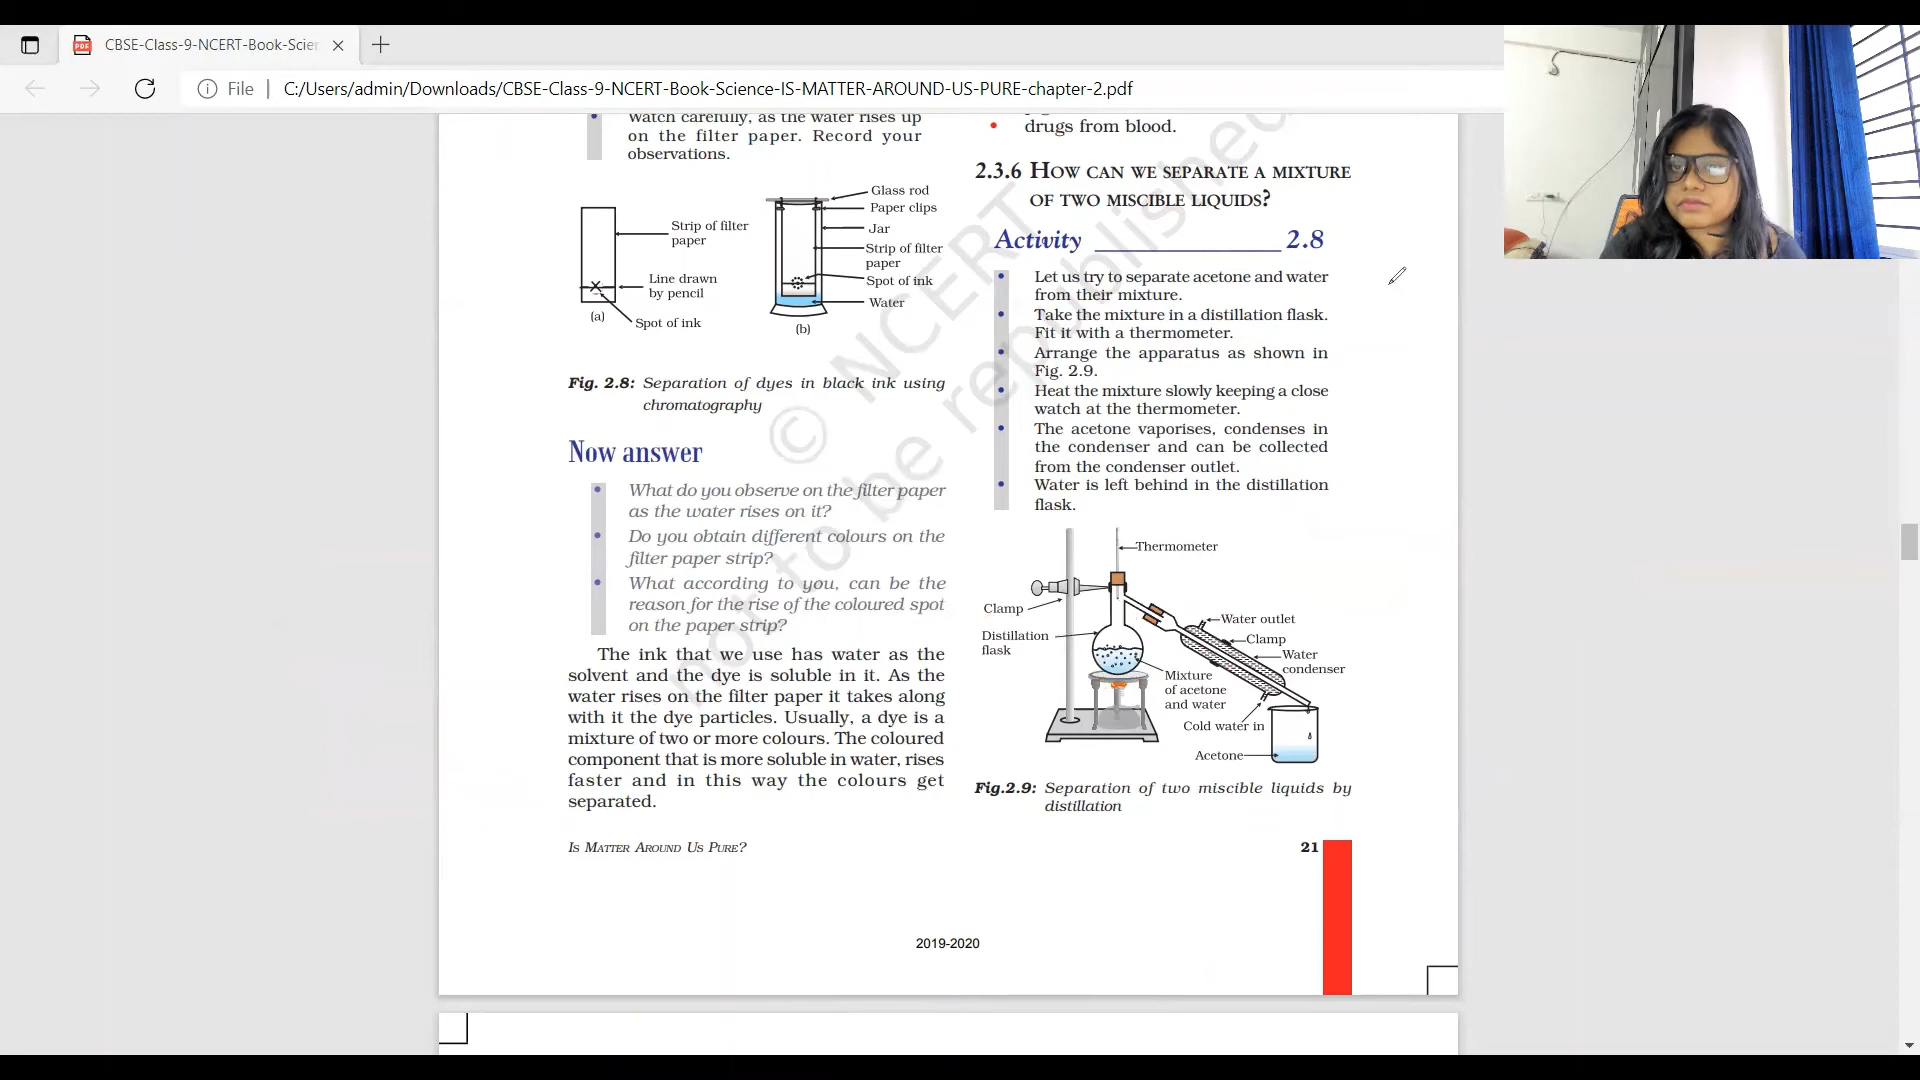 CBSE-Class-9-NCERT-Book-Scie
File
C:/Users/admin/Downloads/CBSE-Class-9-NCERT-Book-Science-IS-MATTER-AROUND-US-PURE-chapter-2.pdf
Watch carefully, as the water rises up
on the filter paper. Record your
observations.
Glass rod
Paper clips
Jar
Strip of filter
paper
Spot of ink
Water
(b)
Strip of filter
paper
Line drawn
by pencil
(a)
Spot of ink
Fig. 2.8: Separation of dyes in black ink using
chromatography
Now answer
• What do you observe on the filter paper
as the water rises on it?
• Do you obtain different colours on the
filter paper strip?
• What according to you, can be the
reason for the rise of the coloured spot
on the paper strip?
The ink that we use has water as the
solvent and the dye is soluble in it. As the
water rises on the filter paper it takes along
with it the dye particles. Usually, a dye is a
mixture of two or more colours. The coloured
component that is more soluble in water, rises
faster and in this way the colours get
separated.
• drugs from blood.
2.3.6 HOW CAN WE SEPARATE A MIXTURE
OF TWO MISCIBLE LIQUIDS?
Activity ______________ 2.8
• Let us try to separate acetone and water
from their mixture.
• Take the mixture in a distillation flask.
Fit it with a thermometer.
• Arrange the apparatus as shown in
Fig. 2.9.
• Heat the mixture slowly keeping a close
watch at the thermometer.
• The acetone vaporises, condenses in
the condenser and can be collected
from the condenser outlet.
• Water is left behind in the distillation
flask.
Thermometer
Clamp
Distillation
flask
Water outlet
Clamp
Water
condenser
Mixture
of acetone
and water
Cold water in
Acetone
Fig.2.9: Separation of two miscible liquids by
distillation
IS MATTER AROUND US PURE?
21
2019-2020
© NCERT
not to be republished